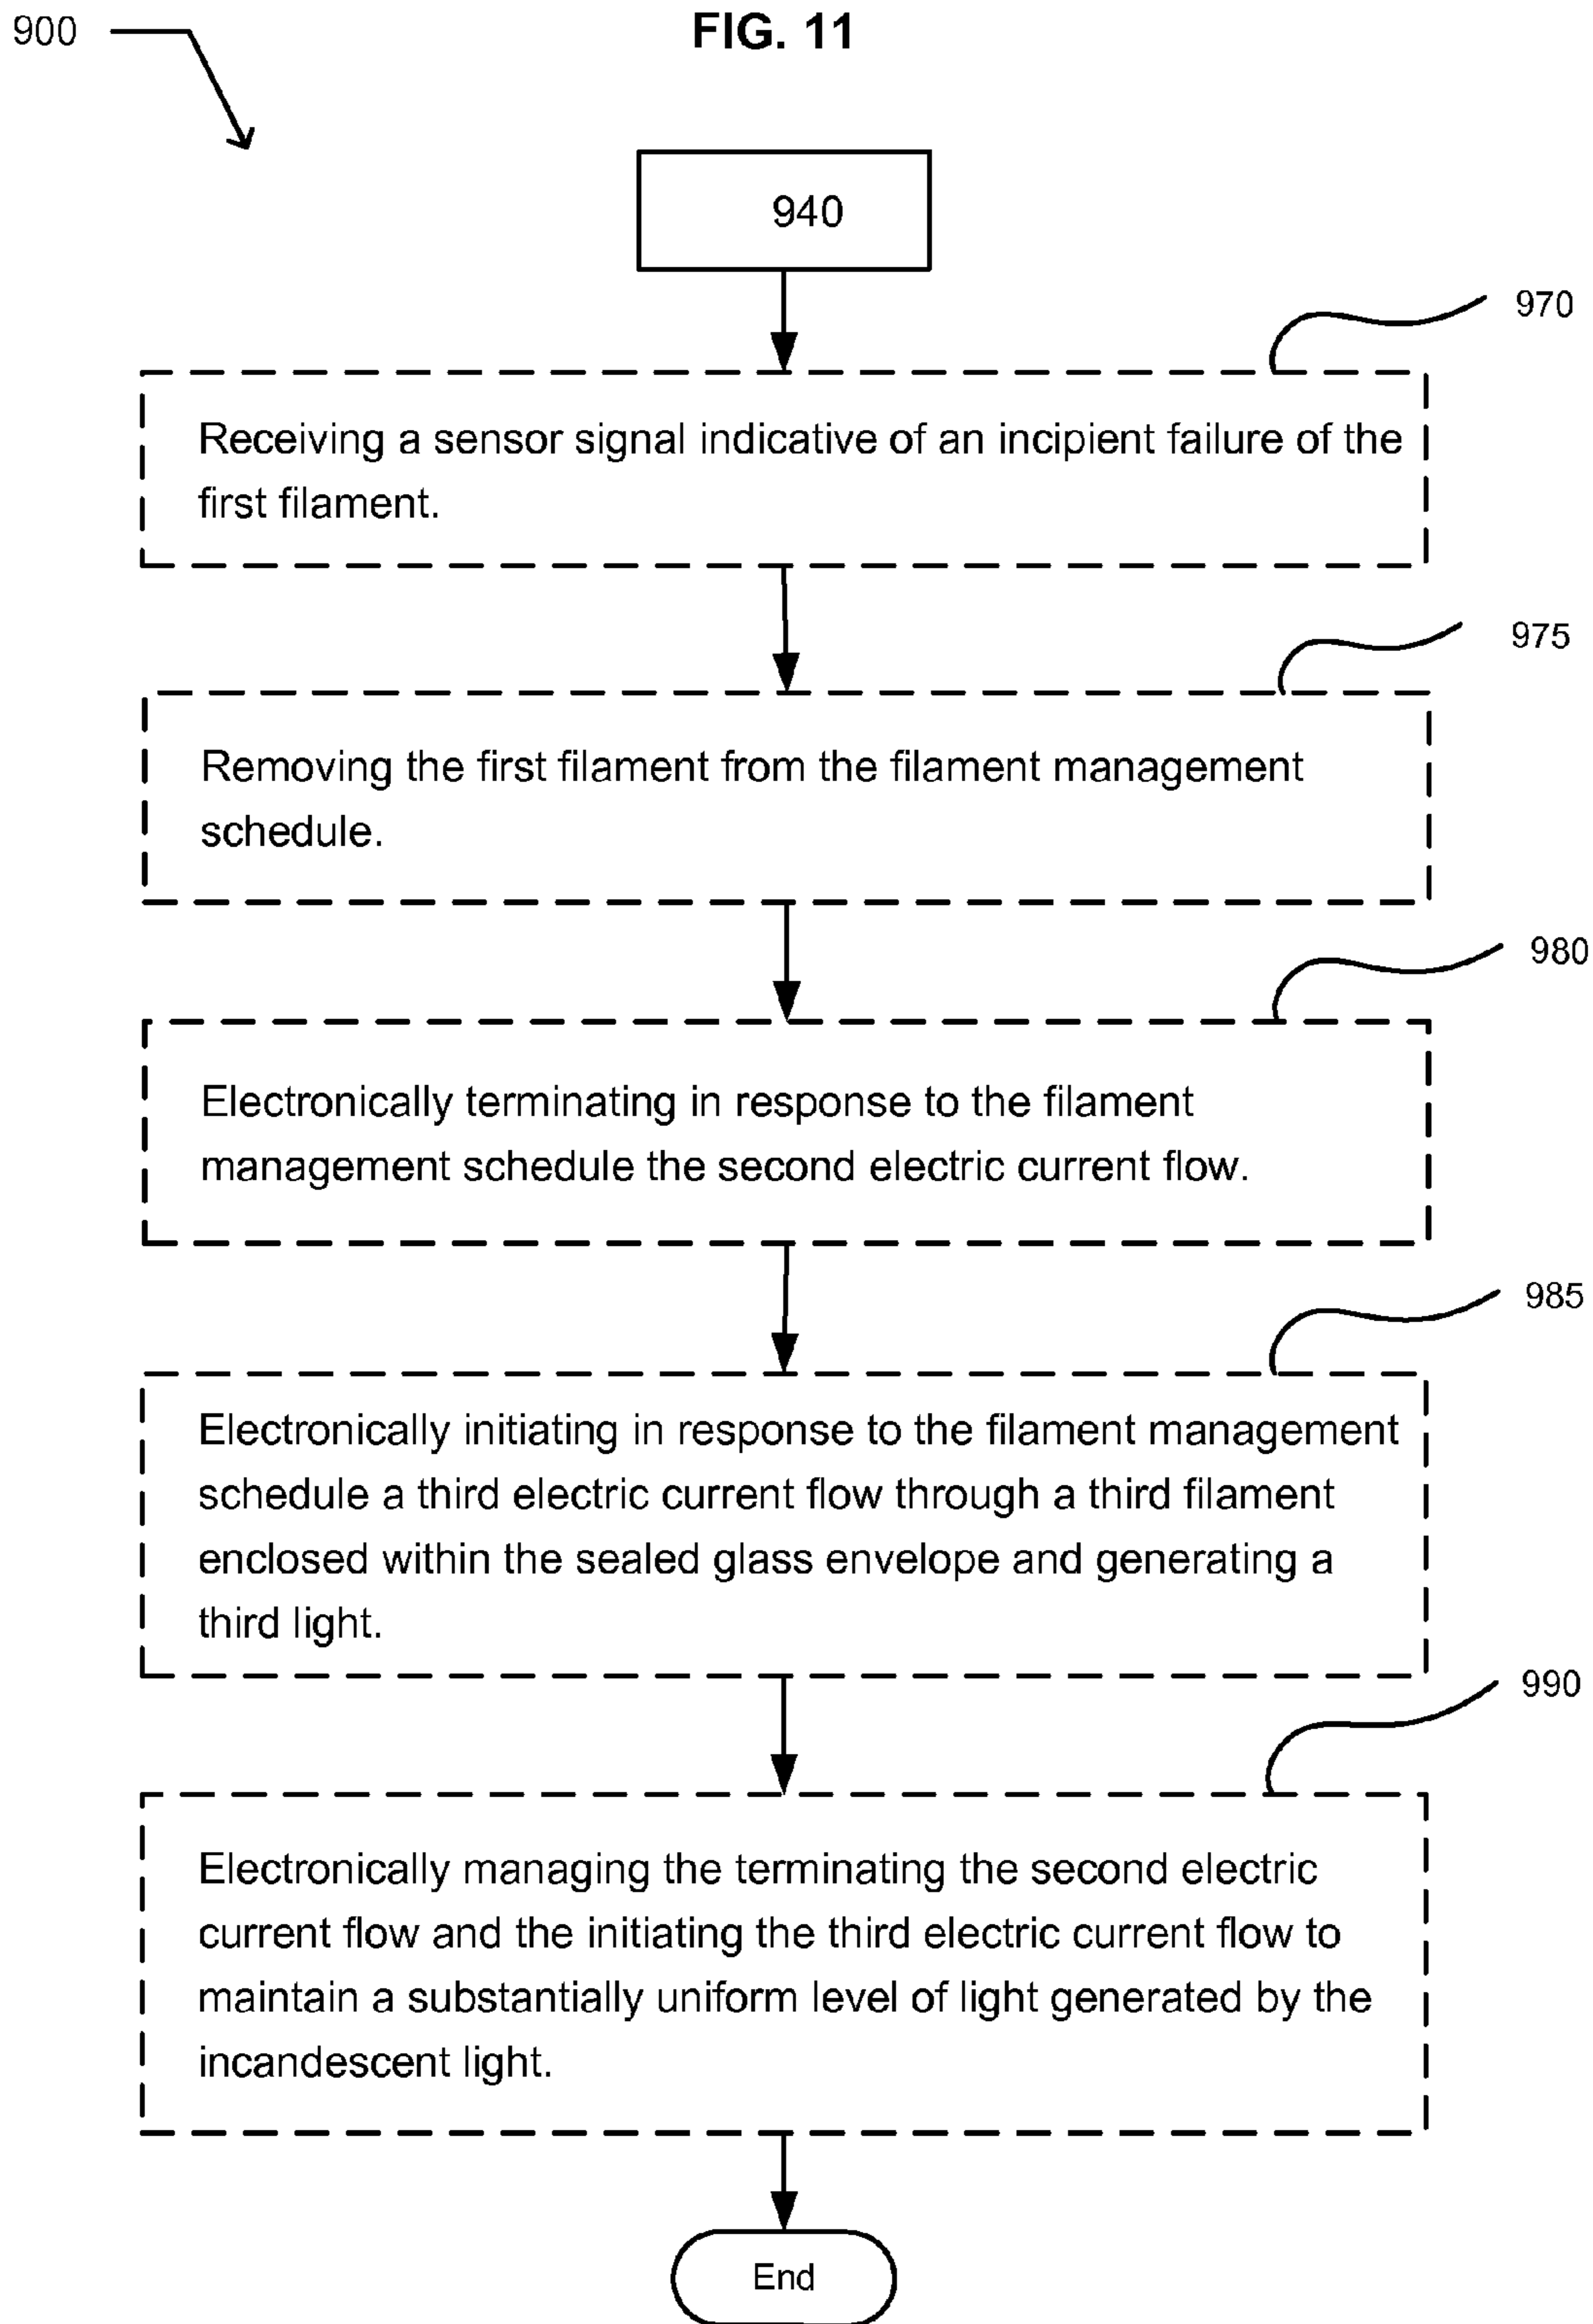 900
FIG. 11
940
970
Receiving a sensor signal indicative of an incipient failure of the
first filament.
975
Removing the first filament from the filament management
schedule.
980
Electronically terminating in response to the filament
management schedule the second electric current flow.
985
Electronically initiating in response to the filament management
schedule a third electric current flow through a third filament
enclosed within the sealed glass envelope and generating a
third light.
990
Electronically managing the terminating the second electric
current flow and the initiating the third electric current flow to
maintain a substantially uniform level of light generated by the
incandescent light.
End